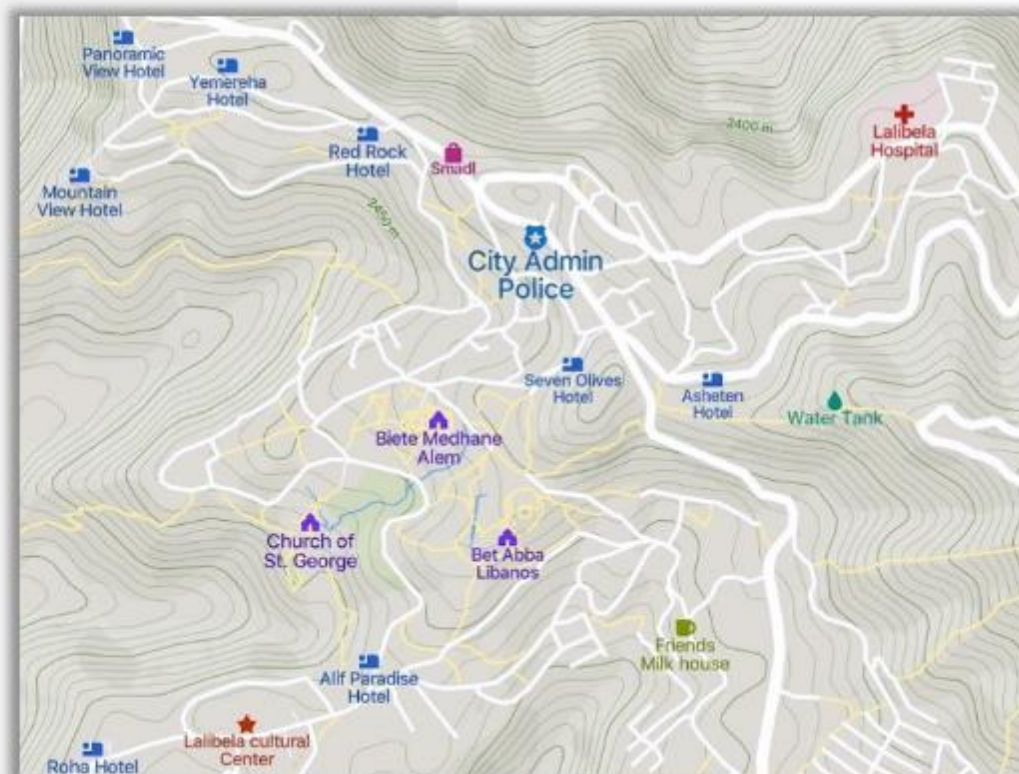 Panoramic
View Hotel
Yemereha
Hotel
Red Rock
Hotel
Smadl
2400 m
Lalibela
Hospital
Mountain
View Hotel
2450 m
City Admin
Police
Seven Olives
Hotel
Asheten
Hotel
Water Tank
Biete Medhane
Alem
Church of
St. George
Bet Abba
Libanos
Friends
Milk house
Alif Paradise
Hotel
Lalibela cultural
Center
Roha Hotel